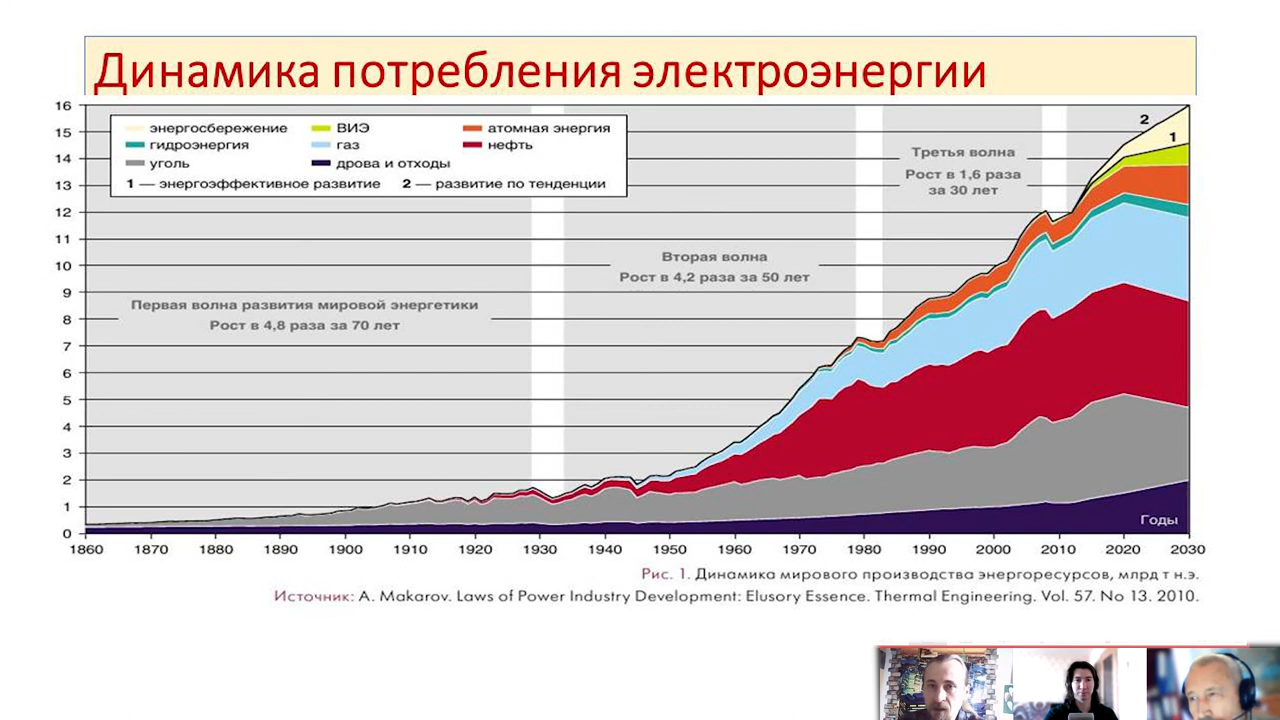 Динамика потребления электроэнергии
16
15
14
13
12
11
10
9
8
7
6
5
4
3
2
1
0
энергосбережение ВИЭ атомная энергия
гидроэнергия газ нефть
уголь дрова и отходы
1 — энергоэффективное развитие 2 — развитие по тенденции
2
1
Третья волна
Рост в 1,6 раза
за 30 лет
Вторая волна
Рост в 4,2 раза за 50 лет
Первая волна развития мировой энергетики
Рост в 4,8 раза за 70 лет
Годы
1860 1870 1880 1890 1900 1910 1920 1930 1940 1950 1960 1970 1980 1990 2000 2010 2020 2030
Рис. 1. Динамика мирового производства энергоресурсов, млрд т н.э.
Источник: A. Makarov. Laws of Power Industry Development: Elusory Essence. Thermal Engineering. Vol. 57. No 13. 2010.